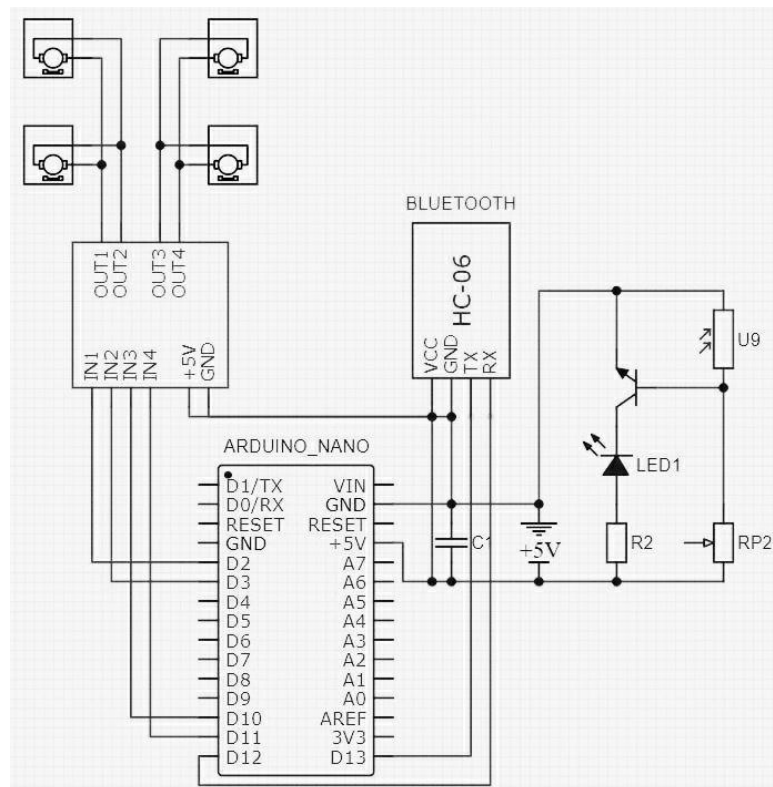 BLUETOOTH
HC-06
VCC
GND
TX
RX
OUT1
OUT2
OUT3
OUT4
IN1
IN2
IN3
IN4
+5V
GND
U9
LED1
R2
RP2
C1
+5V
ARDUINO_NANO
D1/TX VIN
D0/RX GND
RESET RESET
GND +5V
D2 A7
D3 A6
D4 A5
D5 A4
D6 A3
D7 A2
D8 A1
D9 A0
D10 AREF
D11 3V3
D12 D13